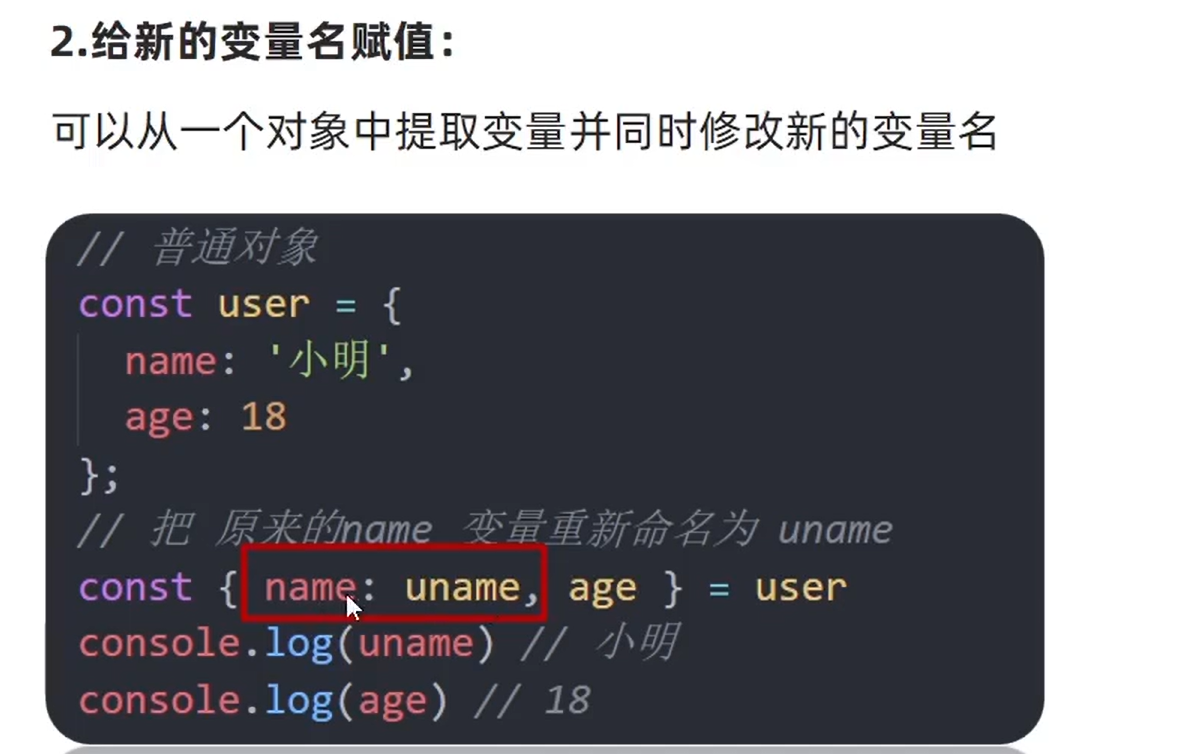 2.给新的变量名赋值：
可以从一个对象中提取变量并同时修改新的变量名
// 普通对象
const user = {
name: '小明',
age: 18
};
// 把 原来的name 变量重新命名为 uname
const { name: uname, age } = user
console.log(uname) // 小明
console.log(age) // 18